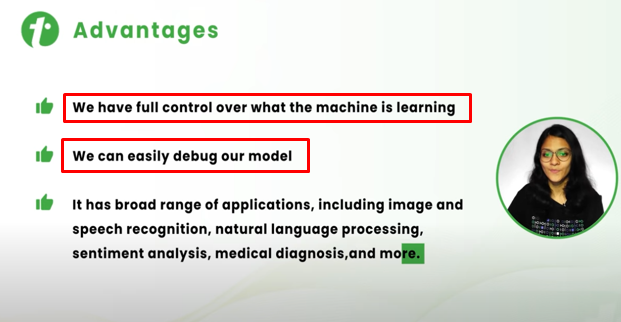 Advantages
We have full control over what the machine is learning
We can easily debug our model
It has broad range of applications, including image and
speech recognition, natural language processing,
sentiment analysis, medical diagnosis,and more.